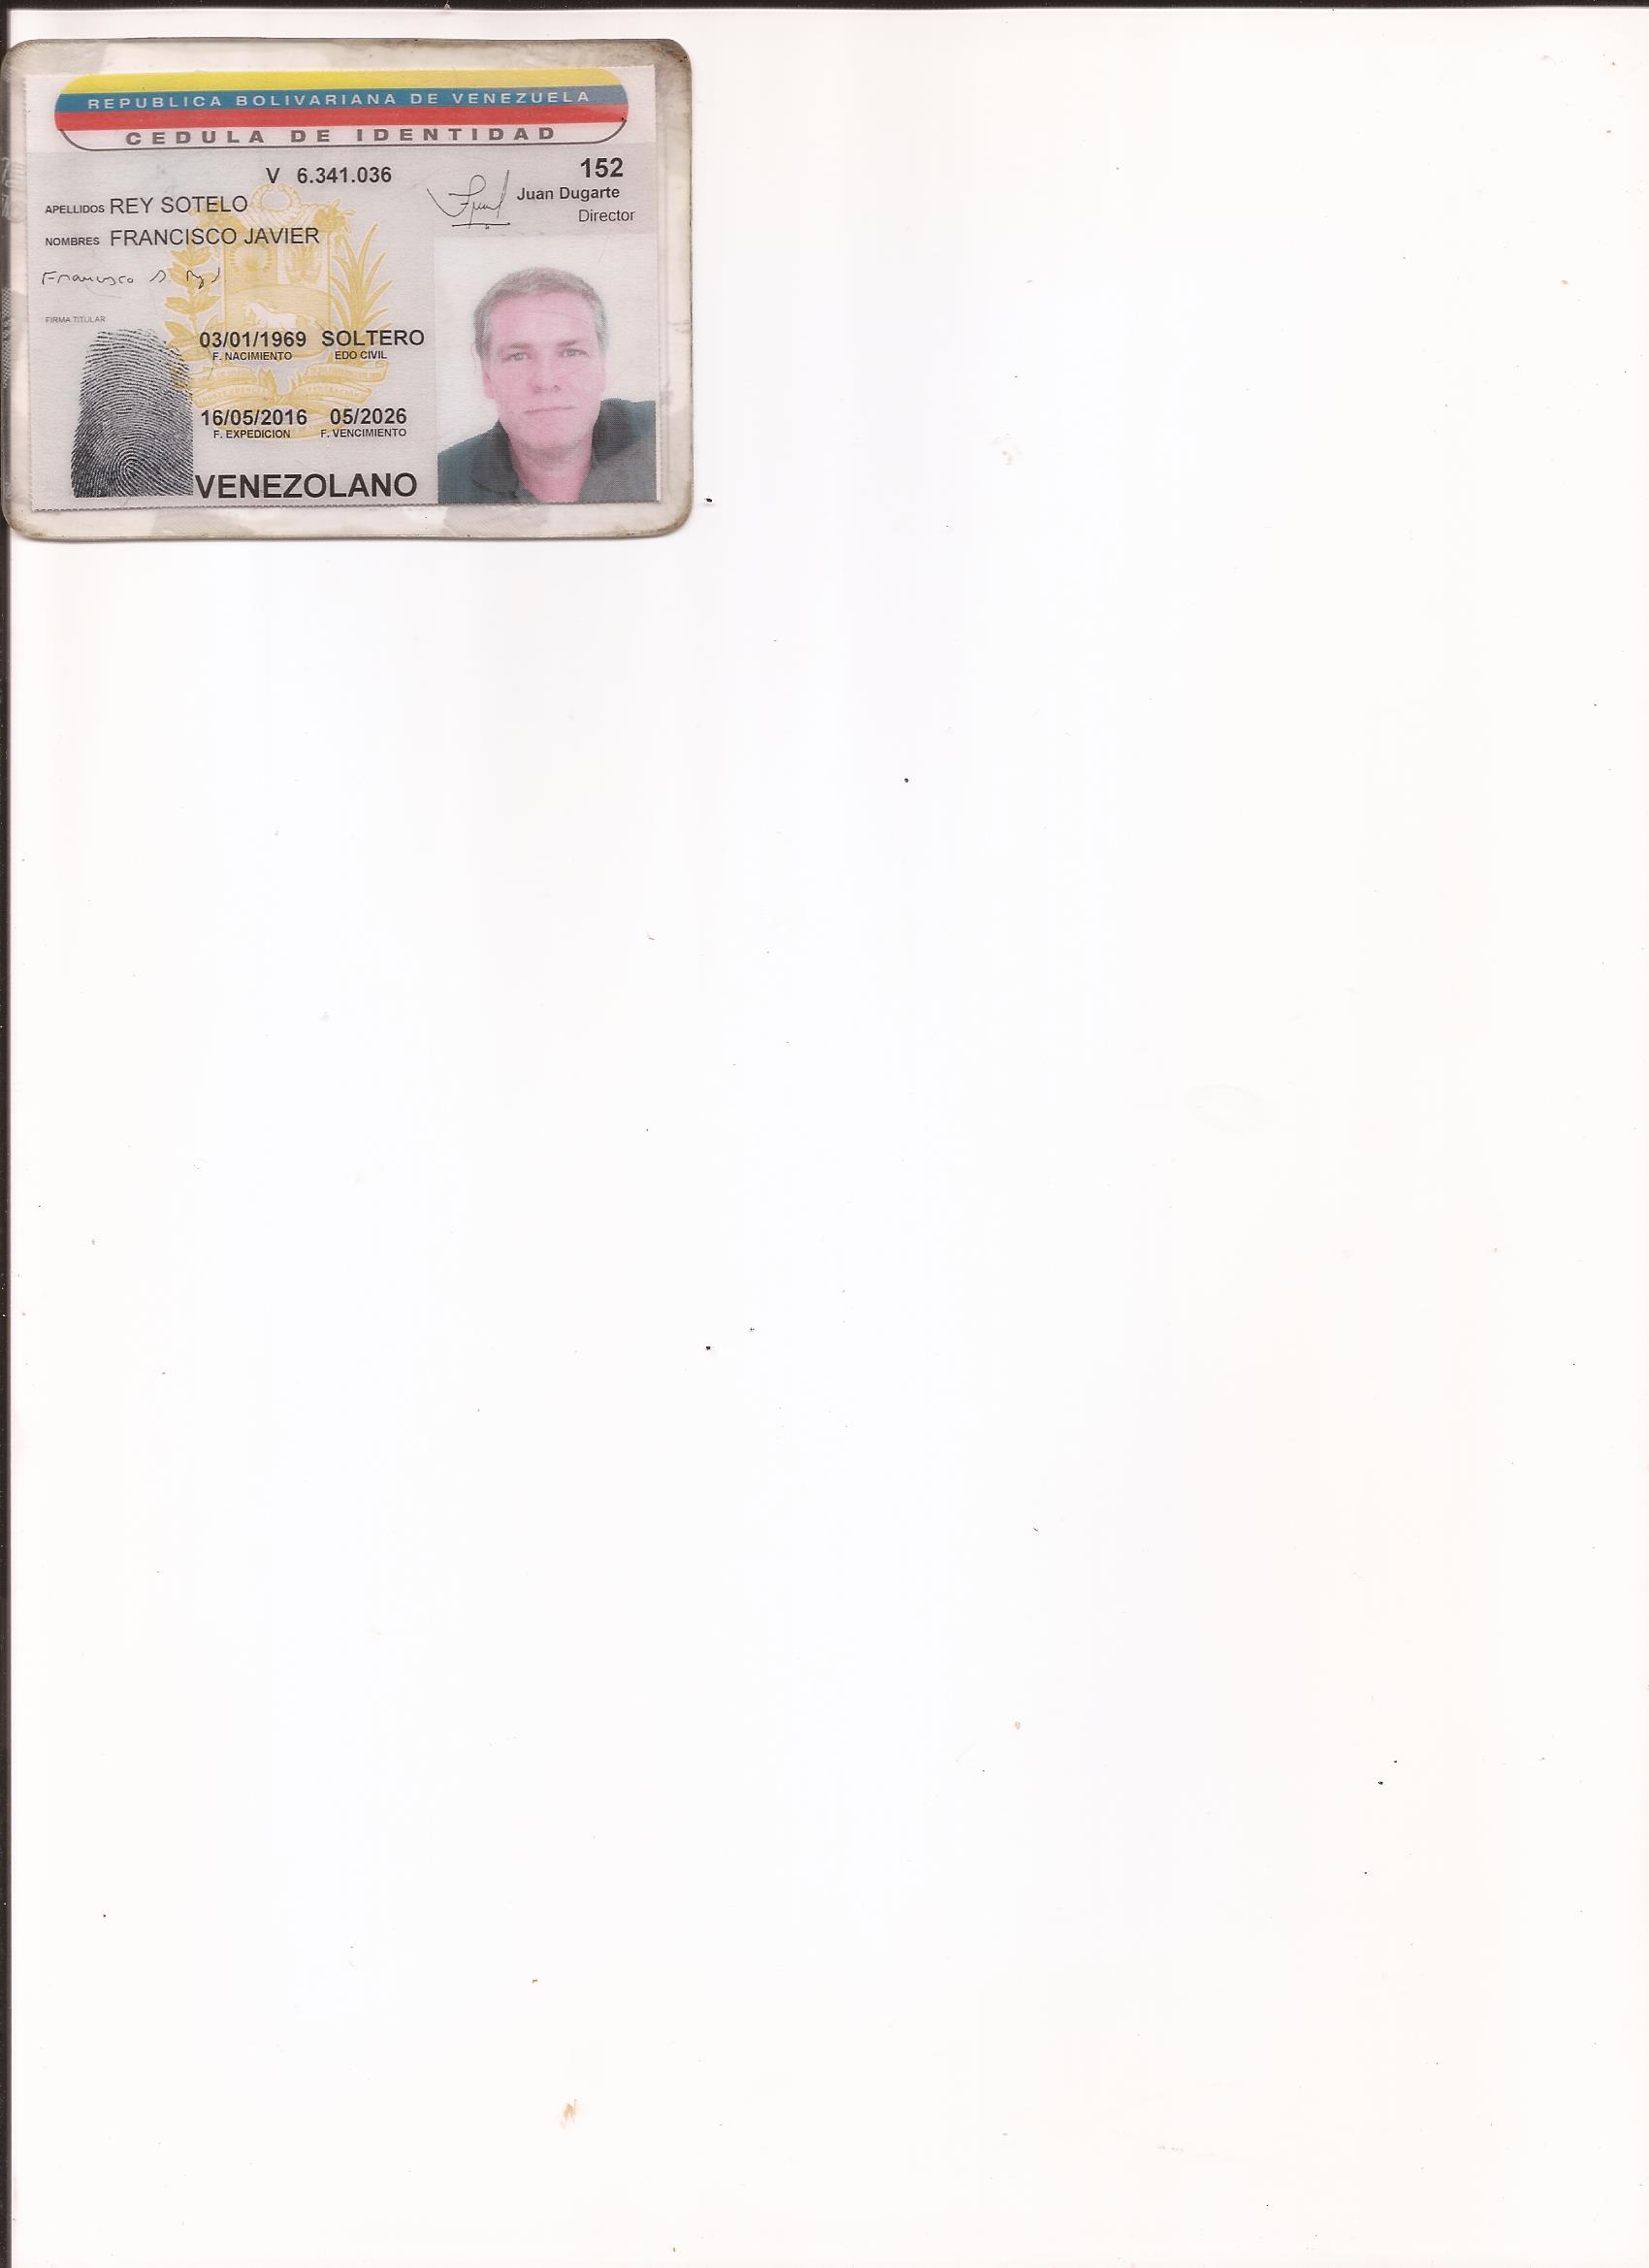 REPUBLICA BOLIVARIANA DE VENEZUELA
CEDULA DE IDENTIDAD
V 6.341.036
152
Juan Dugarte
Director
APELLIDOS REY SOTELO
NOMBRES FRANCISCO JAVIER
Francisco J. Rey S
FIRMA TITULAR
03/01/1969 SOLTERO
F. NACIMIENTO EDO CIVIL
16/05/2016 05/2026
F. EXPEDICION F. VENCIMIENTO
VENEZOLANO